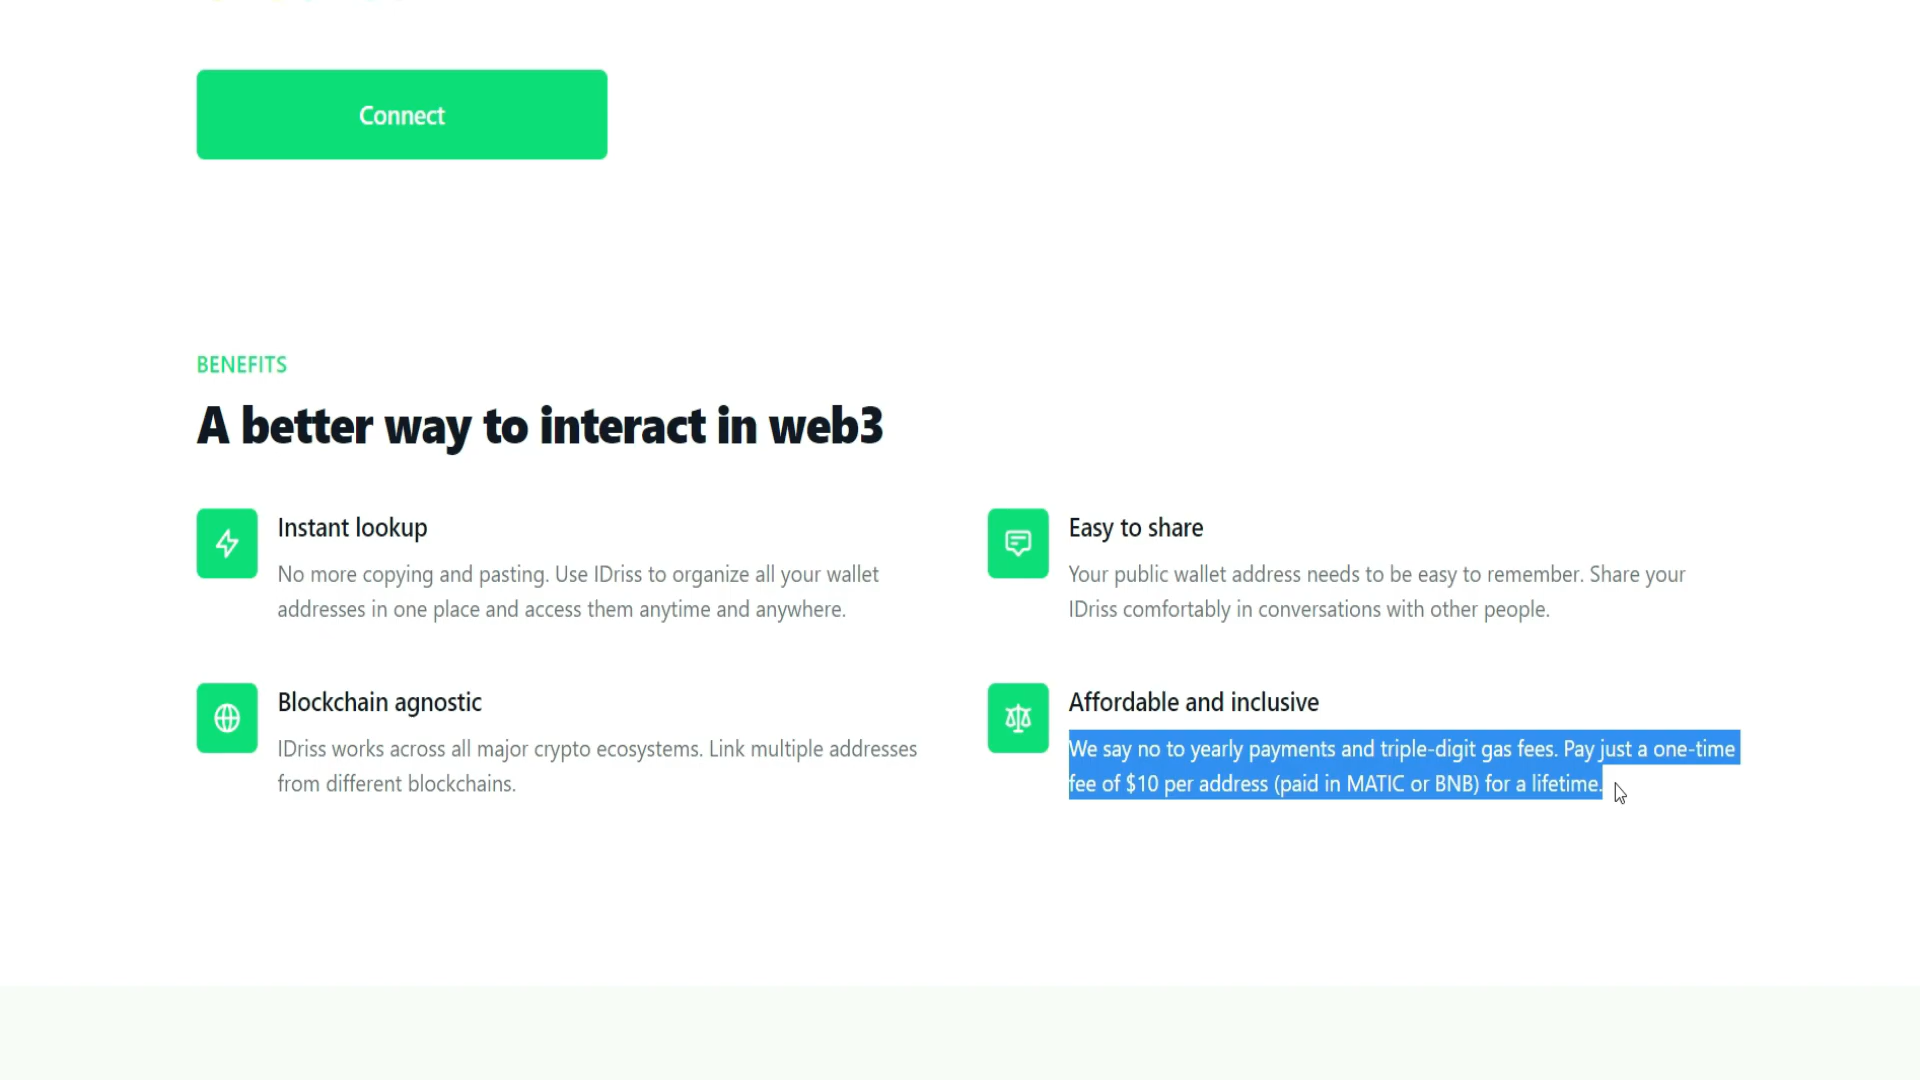 Connect
BENEFITS
A better way to interact in web3
Instant lookup
No more copying and pasting. Use IDriss to organize all your wallet
addresses in one place and access them anytime and anywhere.
Easy to share
Your public wallet address needs to be easy to remember. Share your
IDriss comfortably in conversations with other people.
Blockchain agnostic
IDriss works across all major crypto ecosystems. Link multiple addresses
from different blockchains.
Affordable and inclusive
We say no to yearly payments and triple-digit gas fees. Pay just a one-time
fee of $10 per address (paid in MATIC or BNB) for a lifetime.